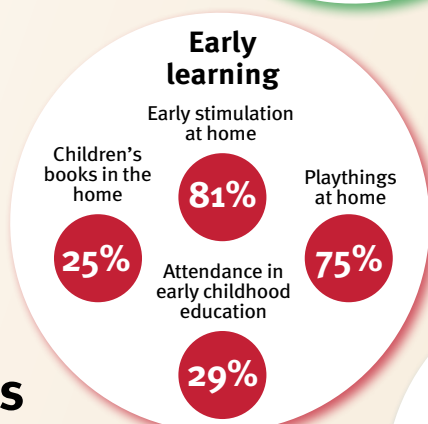 Early
learning
Early stimulation
at home
81%
Children’s
books in the
home
25%
Playthings
at home
75%
Attendance in
early childhood
education
29%
s